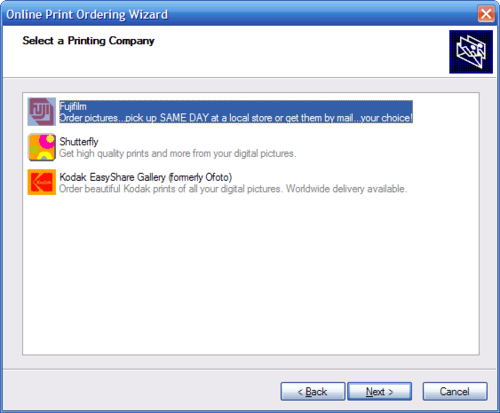 Online Print Ordering Wizard
Select a Printing Company
FUJI
Fujifilm
Order pictures...pick up SAME DAY at a local store or get them by mail...your choice!
Shutterfly
Get high quality prints and more from your digital pictures.
Kodak
Kodak EasyShare Gallery (formerly Ofoto)
Order beautiful Kodak prints of all your digital pictures. Worldwide delivery available.
< Back
Next >
Cancel